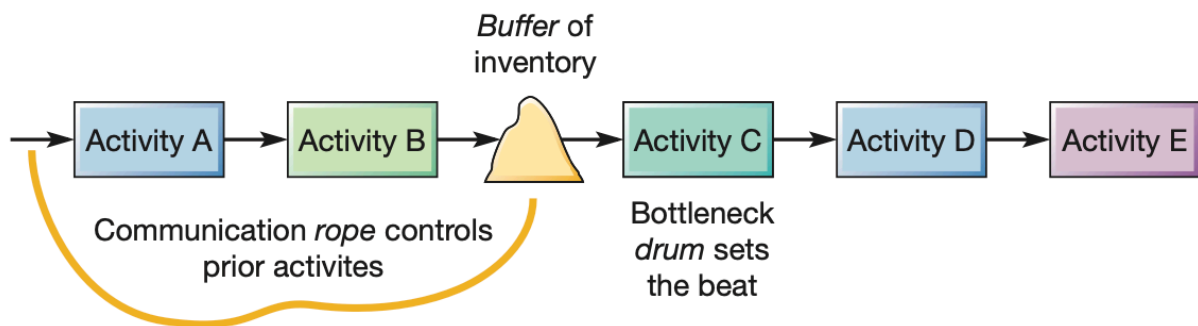 Buffer of
inventory
Activity A
Activity B
Activity C
Activity D
Activity E
Communication rope controls
prior activites
Bottleneck
drum sets
the beat